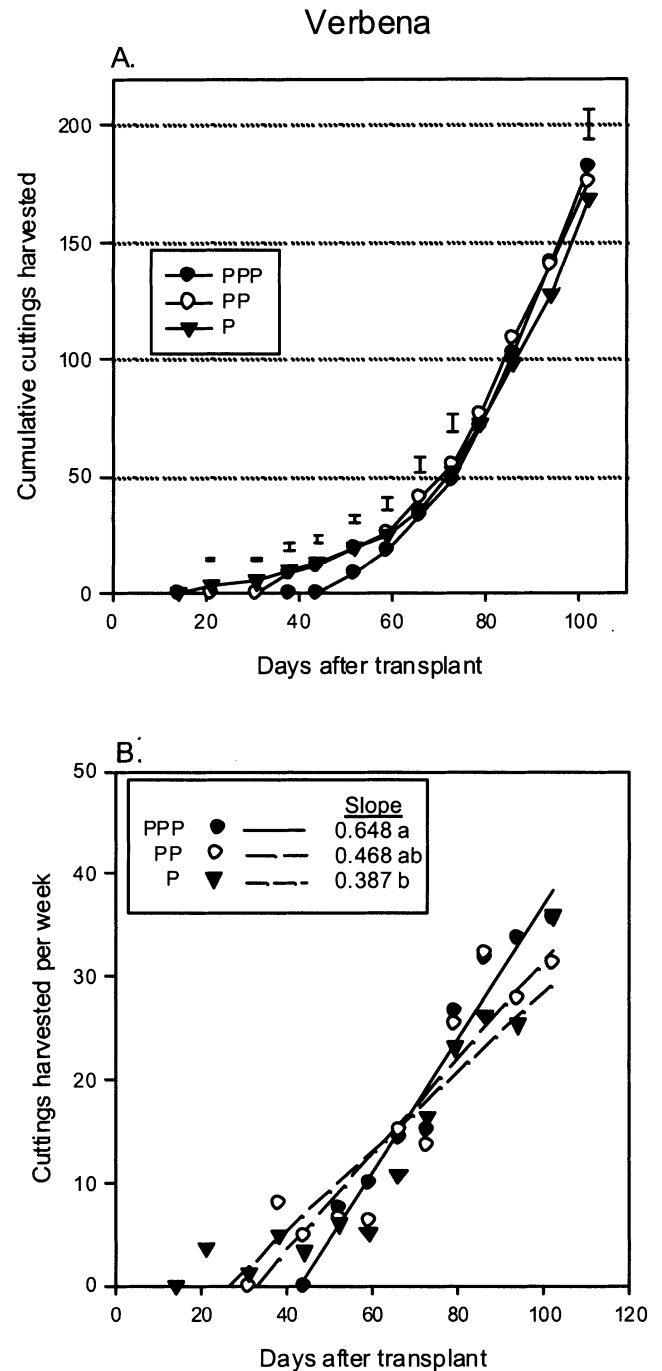 Verbena
A.
Cumulative cuttings harvested
200
150
100
50
0
PPP
PP
P
0 20 40 60 80 100
Days after transplant
B.
Cuttings harvested per week
50
40
30
20
10
0
Slope
PPP 0.648 a
PP 0.468 ab
P 0.387 b
0 20 40 60 80 100 120
Days after transplant